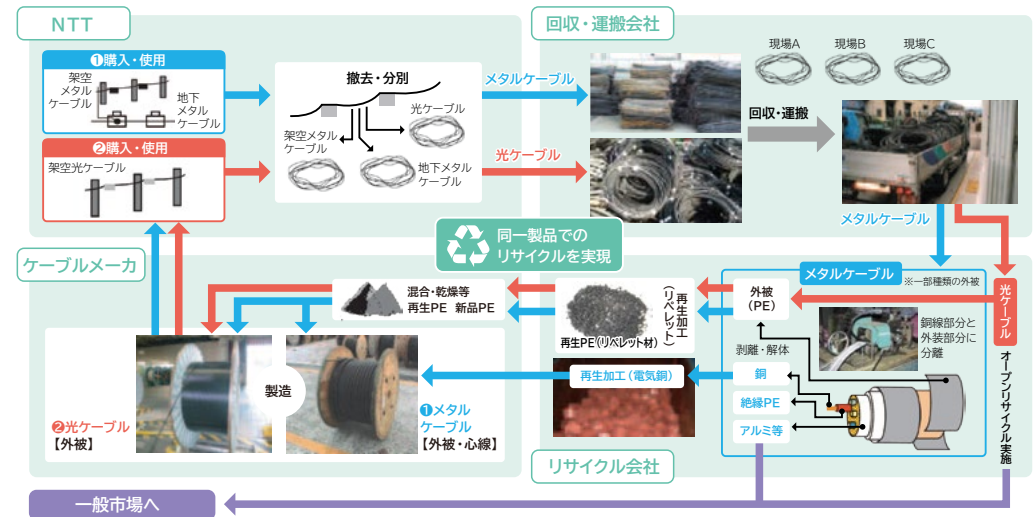 NTT
❶購入・使用
架空
メタル
ケーブル
地下
メタル
ケーブル
❷購入・使用
架空光ケーブル
撤去・分別
光ケーブル
架空メタル
ケーブル
地下メタル
ケーブル
メタルケーブル
光ケーブル
回収・運搬会社
現場A
現場B
現場C
回収・運搬
メタルケーブル
同一製品での
リサイクルを実現
ケーブルメーカ
混合・乾燥等
再生PE 新品PE
製造
❷光ケーブル
【外被】
❶メタル
ケーブル
【外被・心線】
再生加工
(リペレット)
再生PE(リペレット材)
再生加工(電気銅)
メタルケーブル
※一部種類の外被
外被
(PE)
銅線部分と
外装部分に
分離
剥離・解体
銅
絶縁PE
アルミ等
光ケーブル
オープンリサイクル実施
リサイクル会社
一般市場へ